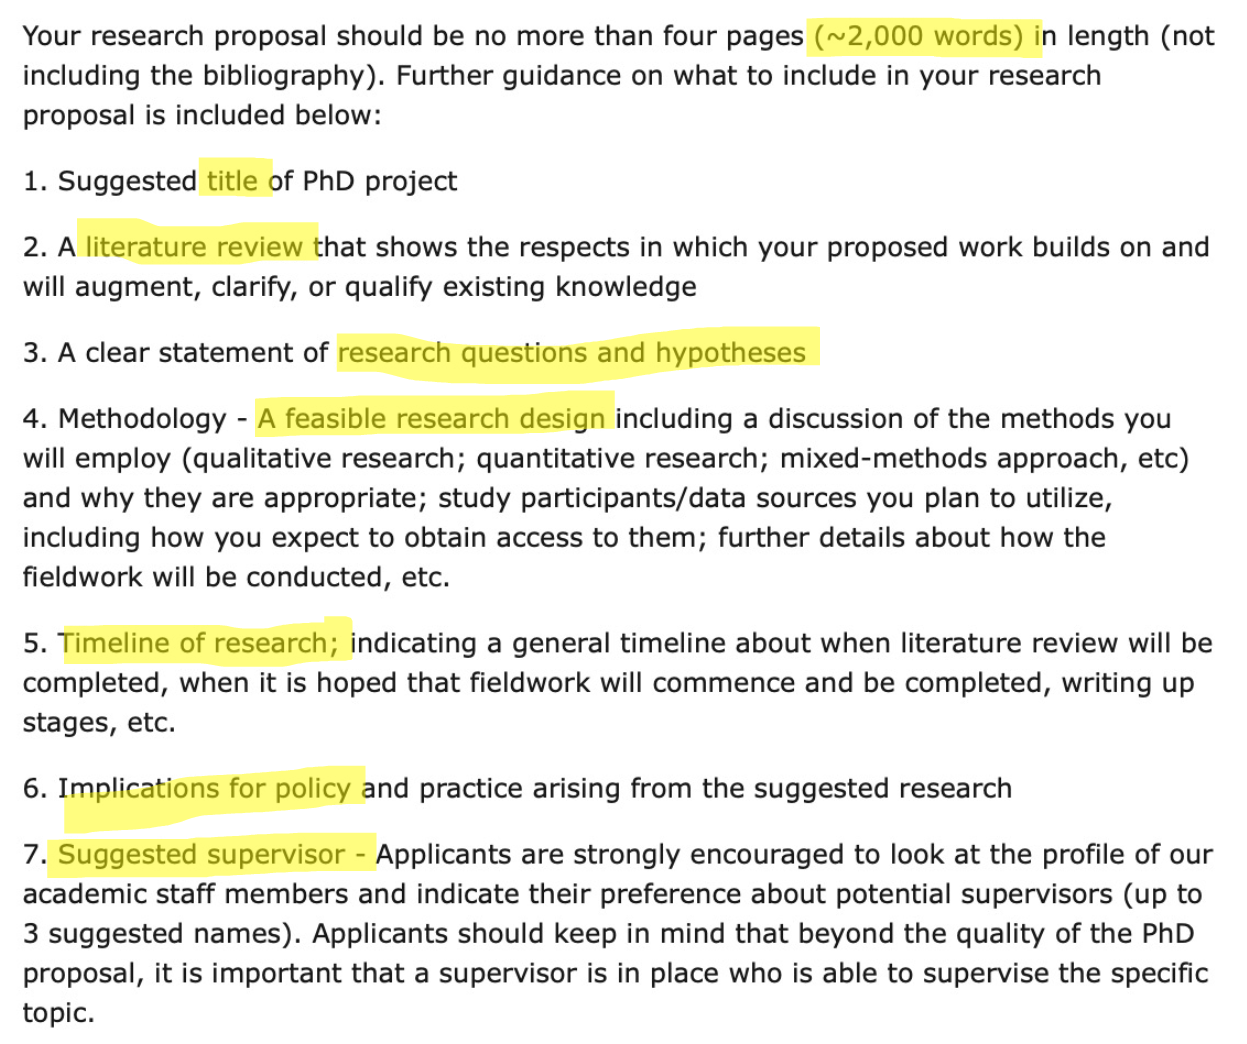 Your research proposal should be no more than four pages (~2,000 words) in length (not
including the bibliography). Further guidance on what to include in your research
proposal is included below:
1. Suggested title of PhD project
2. A literature review that shows the respects in which your proposed work builds on and
will augment, clarify, or qualify existing knowledge
3. A clear statement of research questions and hypotheses
4. Methodology - A feasible research design including a discussion of the methods you
will employ (qualitative research; quantitative research; mixed-methods approach, etc)
and why they are appropriate; study participants/data sources you plan to utilize,
including how you expect to obtain access to them; further details about how the
fieldwork will be conducted, etc.
5. Timeline of research; indicating a general timeline about when literature review will be
completed, when it is hoped that fieldwork will commence and be completed, writing up
stages, etc.
6. Implications for policy and practice arising from the suggested research
7. Suggested supervisor - Applicants are strongly encouraged to look at the profile of our
academic staff members and indicate their preference about potential supervisors (up to
3 suggested names). Applicants should keep in mind that beyond the quality of the PhD
proposal, it is important that a supervisor is in place who is able to supervise the specific
topic.